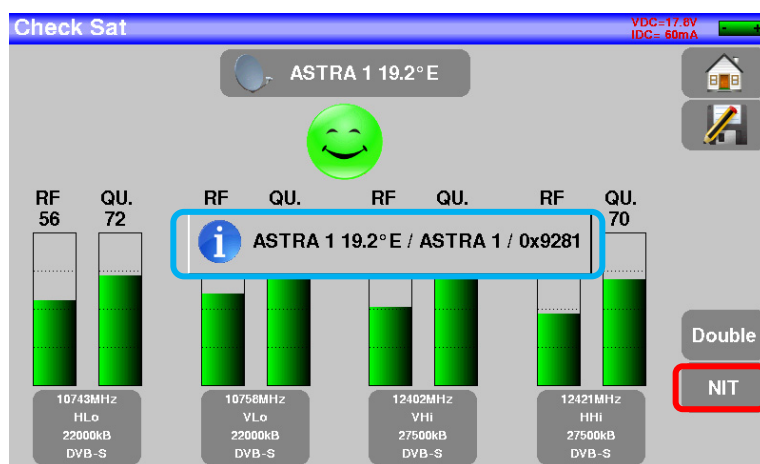 Check Sat
VDC=17.8V
IDC= 60mA
- +
ASTRA 1 19.2°E
RF QU. RF QU. RF QU. RF QU.
56 72 70
i ASTRA 1 19.2°E / ASTRA 1 / 0x9281
Double
NIT
10743MHz
HLo
22000kB
DVB-S
10758MHz
VLo
22000kB
DVB-S
12402MHz
VHi
27500kB
DVB-S
12421MHz
HHi
27500kB
DVB-S